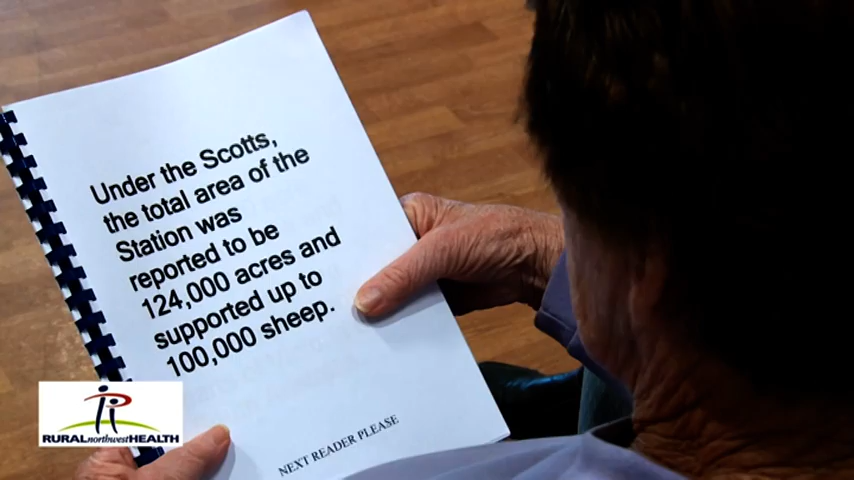 Under the Scotts,
the total area of the
Station was
reported to be
124,000 acres and
supported up to
100,000 sheep.
NEXT READER PLEASE
RURALnorthwestHEALTH